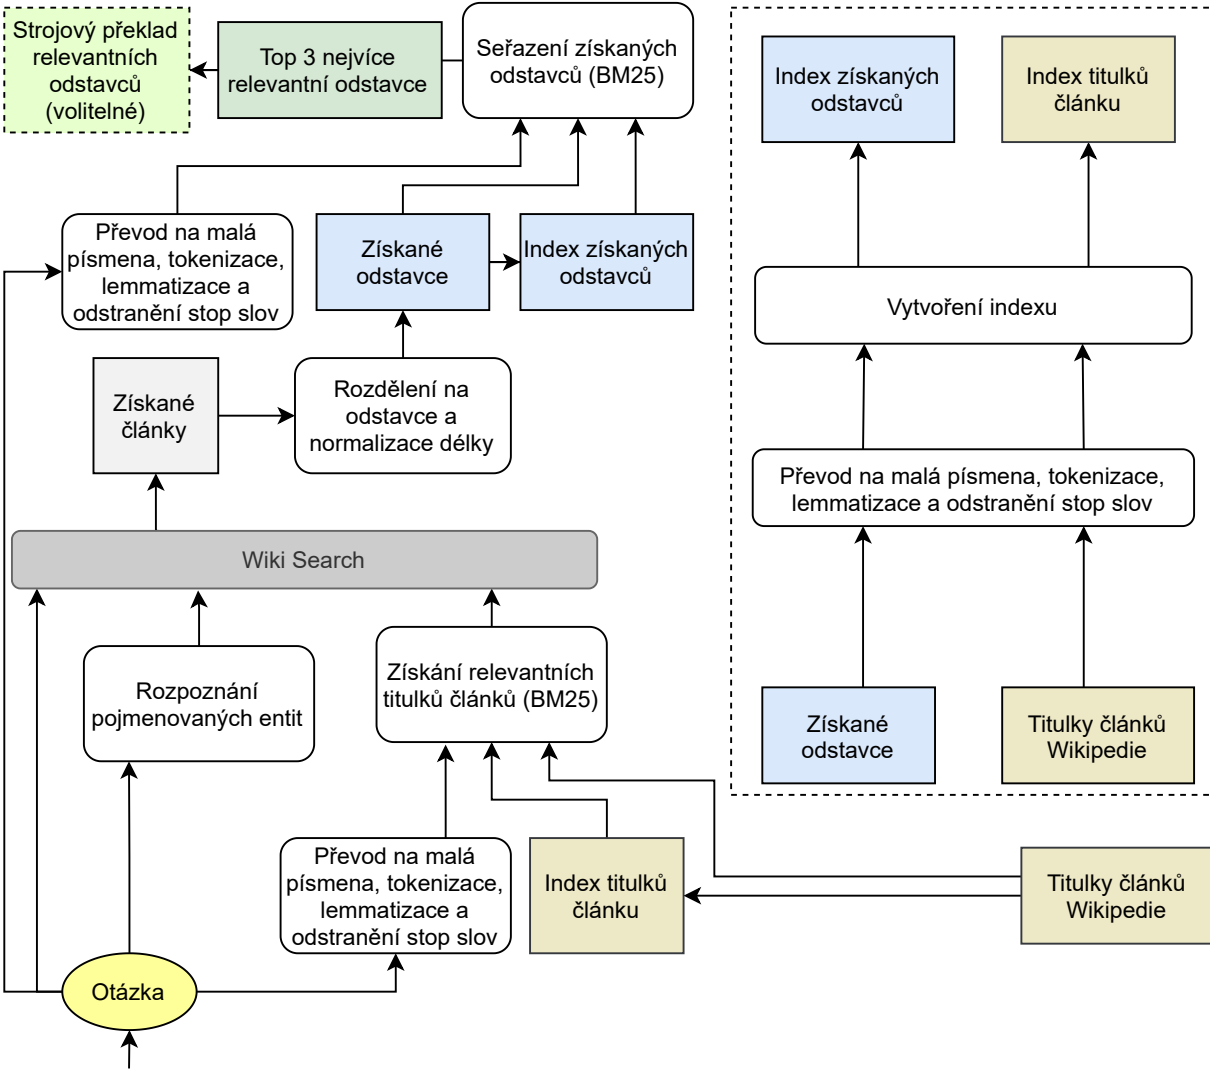 Strojový překlad
relevantních
odstavců
(volitelné)
Top 3 nejvíce
relevantní odstavce
Seřazení získaných
odstavců (BM25)
Převod na malá
písmena, tokenizace,
lemmatizace a
odstranění stop slov
Získané
odstavce
Index získaných
odstavců
Získané
články
Rozdělení na
odstavce a
normalizace délky
Wiki Search
Rozpoznání
pojmenovaných entit
Získání relevantních
titulků článků (BM25)
Převod na malá
písmena, tokenizace,
lemmatizace a
odstranění stop slov
Index titulků
článku
Titulky článků
Wikipedie
Otázka
Index získaných
odstavců
Index titulků
článku
Vytvoření indexu
Převod na malá písmena, tokenizace,
lemmatizace a odstranění stop slov
Získané
odstavce
Titulky článků
Wikipedie